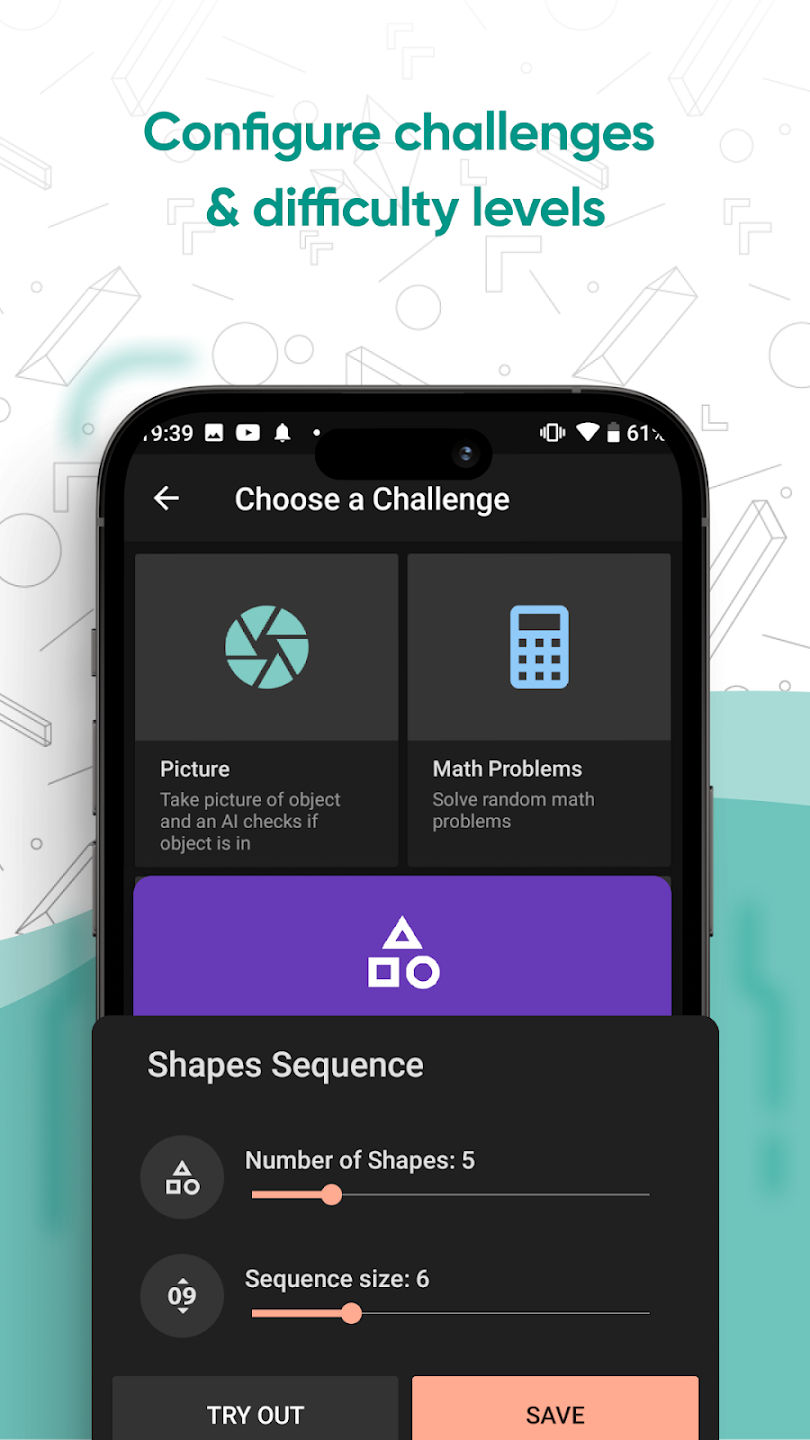 Configure challenges
& difficulty levels
19:39 61%
Choose a Challenge
Picture
Take picture of object
and an AI checks if
object is in
Math Problems
Solve random math
problems
Shapes Sequence
Number of Shapes: 5
09
Sequence size: 6
TRY OUT
SAVE